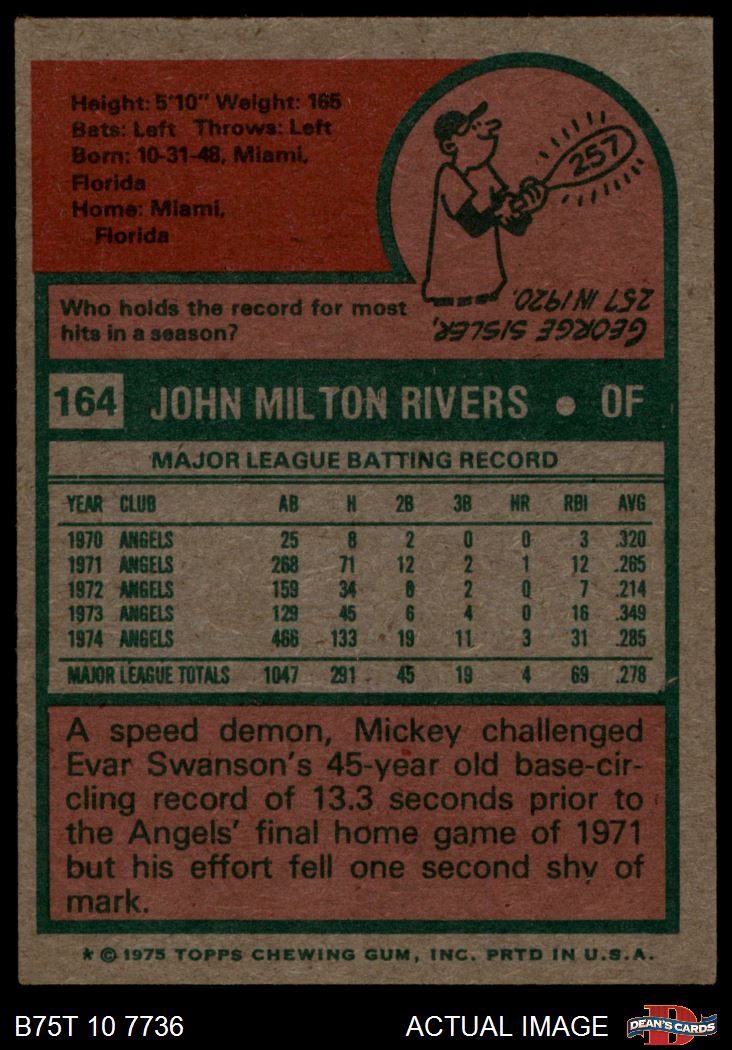 Height: 5'10" Weight: 165
Bats: Left Throws: Left
Born: 10-31-48, Miami,
Florida
Home: Miami,
Florida
257
Who holds the record for most
hits in a season?
GEORGE SISLER,
257 IN 1920.
164 JOHN MILTON RIVERS • OF
MAJOR LEAGUE BATTING RECORD
YEAR CLUB AB H 2B 3B HR RBI AVG
1970 ANGELS 25 8 2 0 0 3 .320
1971 ANGELS 268 71 12 2 1 12 .265
1972 ANGELS 159 34 6 2 0 7 .214
1973 ANGELS 129 45 6 4 0 16 .349
1974 ANGELS 466 133 19 11 3 31 .285
MAJOR LEAGUE TOTALS 1047 291 45 19 4 69 .278
A speed demon, Mickey challenged
Evar Swanson's 45-year old base-cir-
cling record of 13.3 seconds prior to
the Angels' final home game of 1971
but his effort fell one second shy of
mark.
* © 1975 TOPPS CHEWING GUM, INC. PRTD IN U.S.A.
B75T 10 7736 ACTUAL IMAGE DEAN'S CARDS